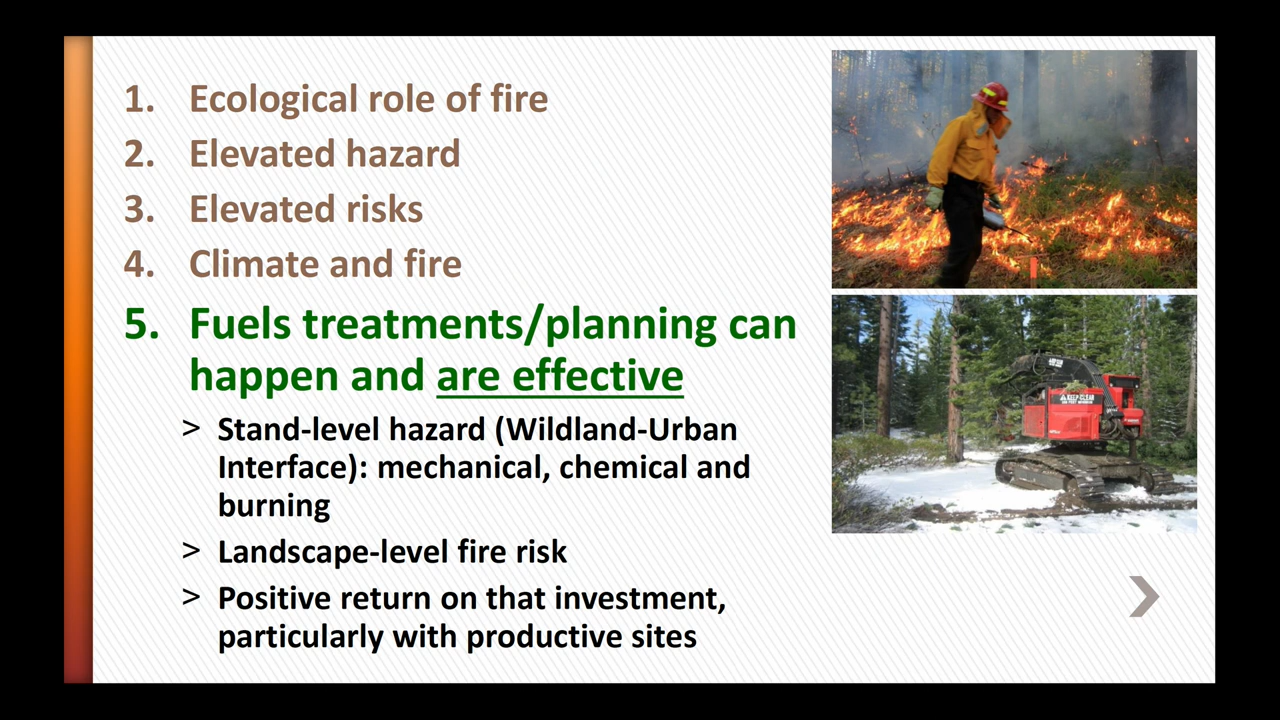 1. Ecological role of fire
2. Elevated hazard
3. Elevated risks
4. Climate and fire
5. Fuels treatments/planning can
happen and are effective
> Stand-level hazard (Wildland-Urban
Interface): mechanical, chemical and
burning
> Landscape-level fire risk
> Positive return on that investment,
particularly with productive sites
KEEP CLEAR